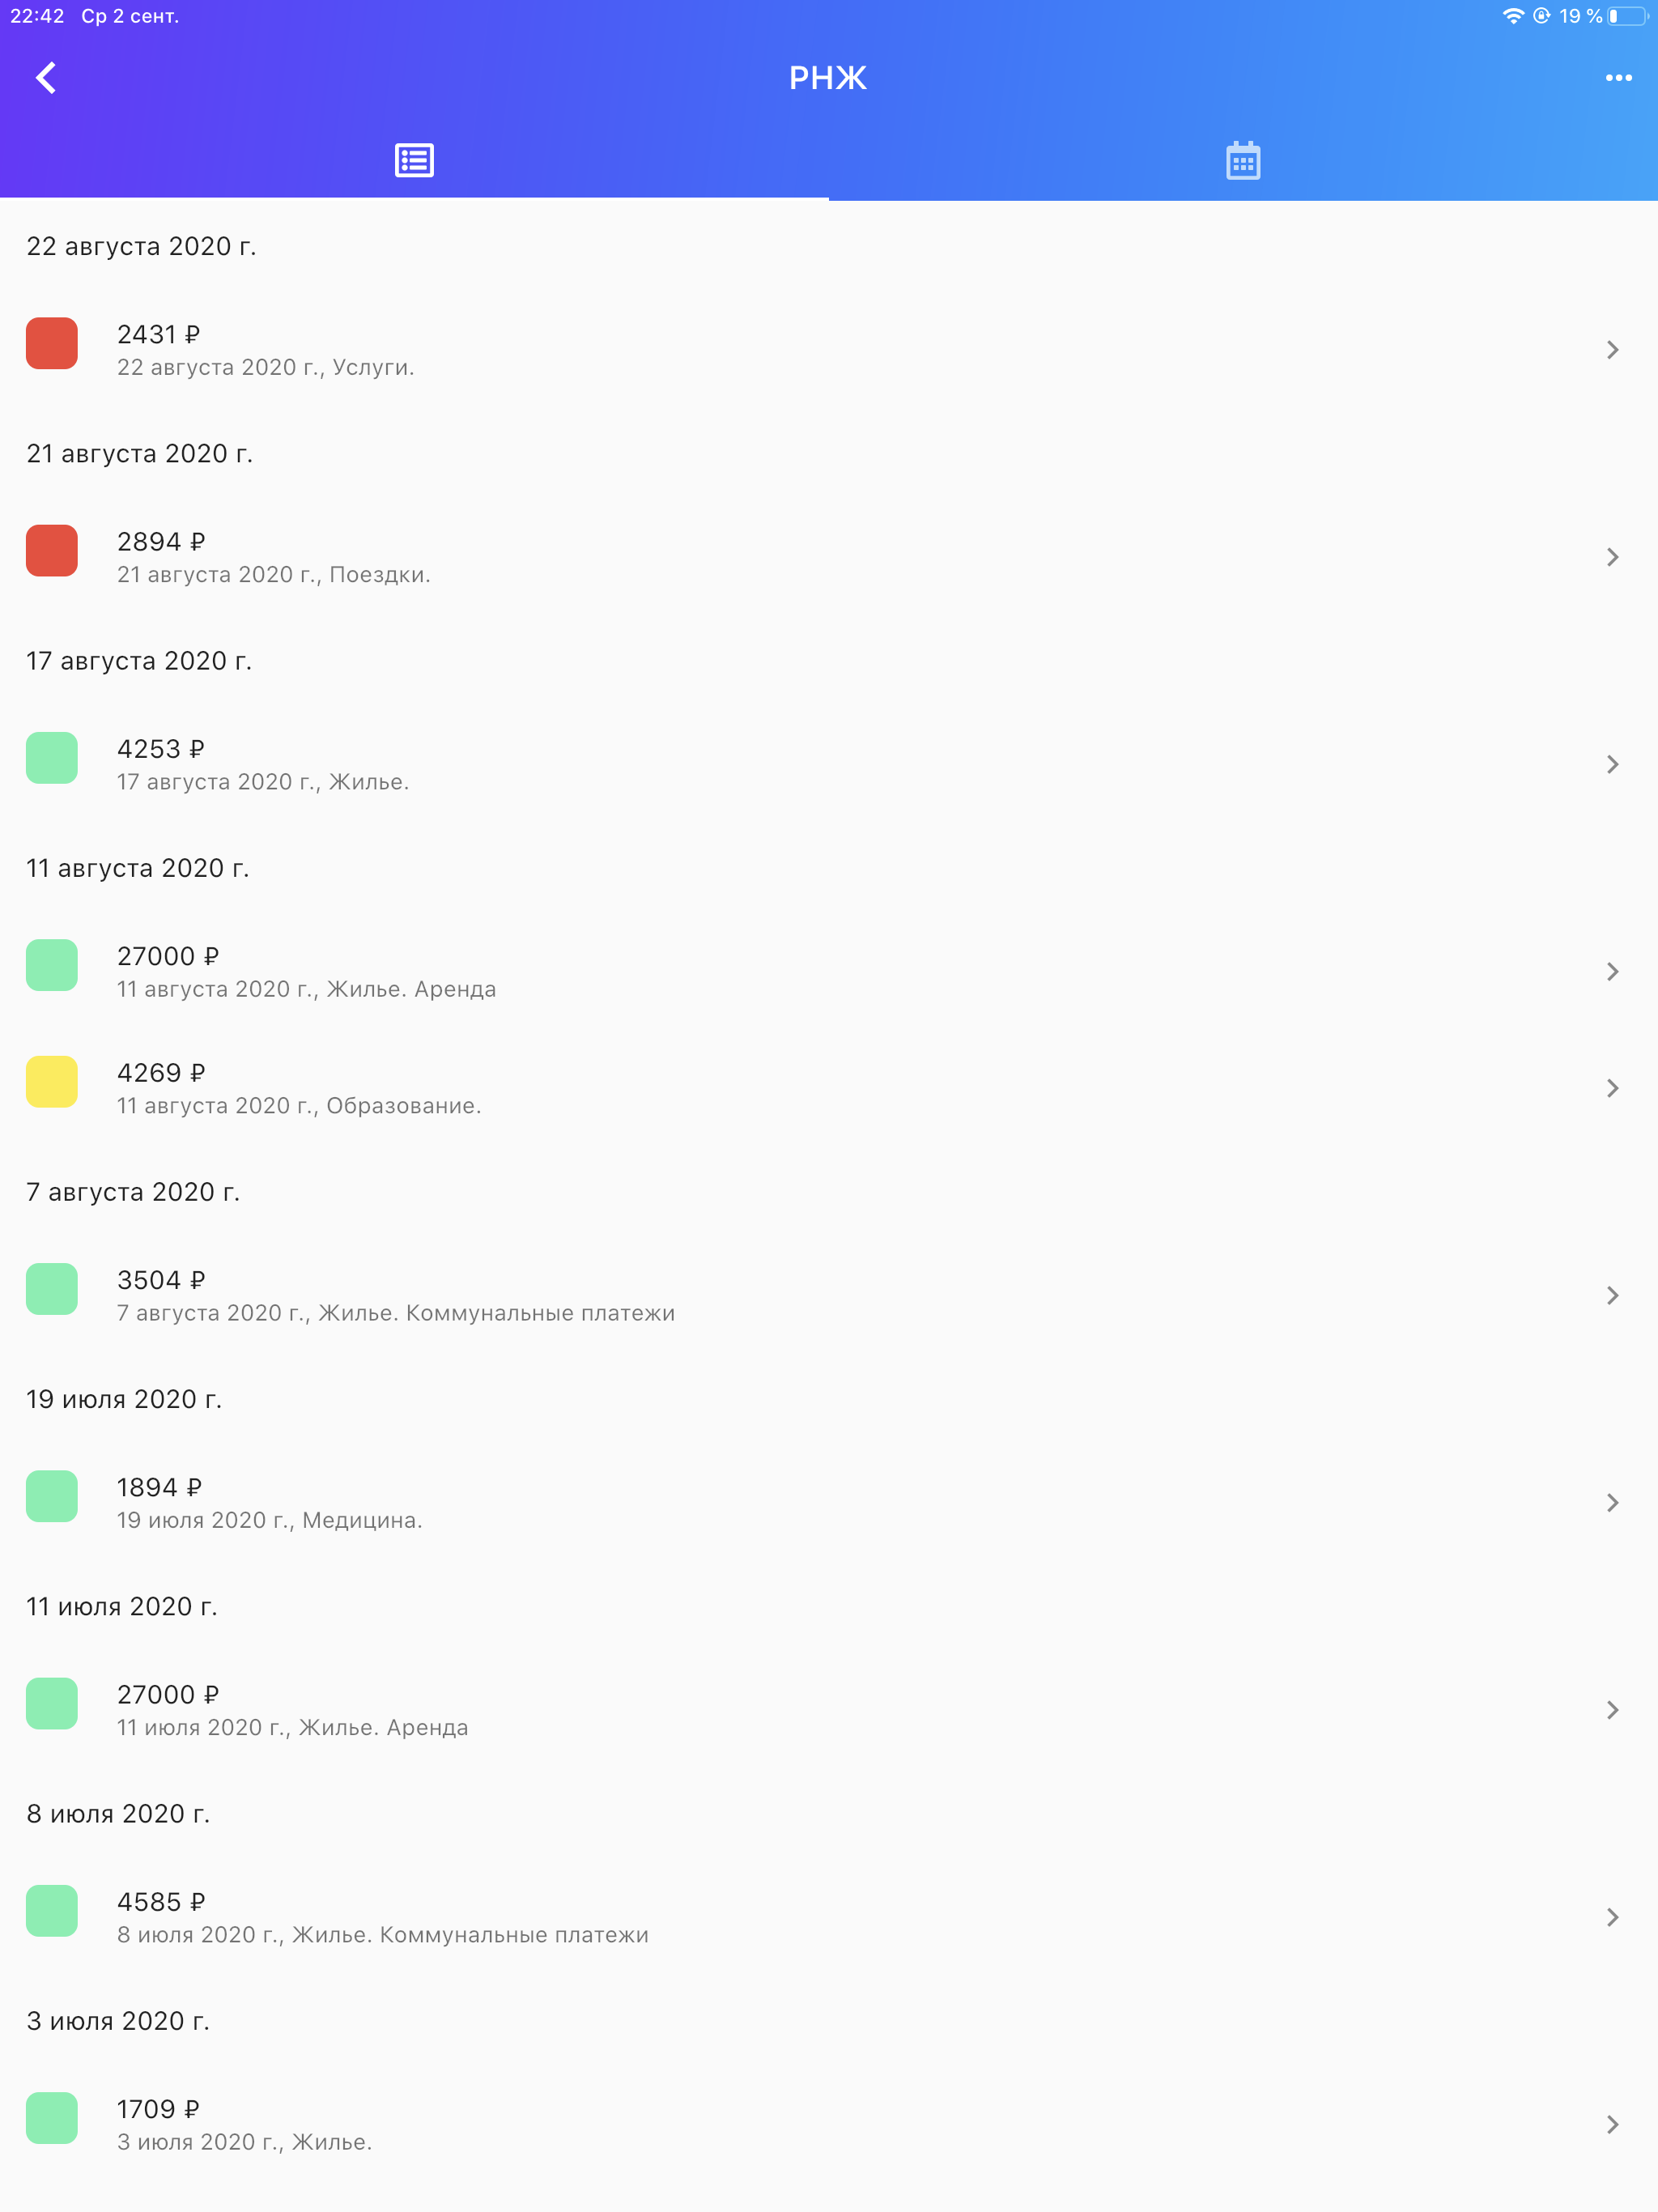 22:42 Ср 2 сент.
19 %
РНЖ
22 августа 2020 г.
2431 ₽
22 августа 2020 г., Услуги.
21 августа 2020 г.
2894 ₽
21 августа 2020 г., Поездки.
17 августа 2020 г.
4253 ₽
17 августа 2020 г., Жилье.
11 августа 2020 г.
27000 ₽
11 августа 2020 г., Жилье. Аренда
4269 ₽
11 августа 2020 г., Образование.
7 августа 2020 г.
3504 ₽
7 августа 2020 г., Жилье. Коммунальные платежи
19 июля 2020 г.
1894 ₽
19 июля 2020 г., Медицина.
11 июля 2020 г.
27000 ₽
11 июля 2020 г., Жилье. Аренда
8 июля 2020 г.
4585 ₽
8 июля 2020 г., Жилье. Коммунальные платежи
3 июля 2020 г.
1709 ₽
3 июля 2020 г., Жилье.